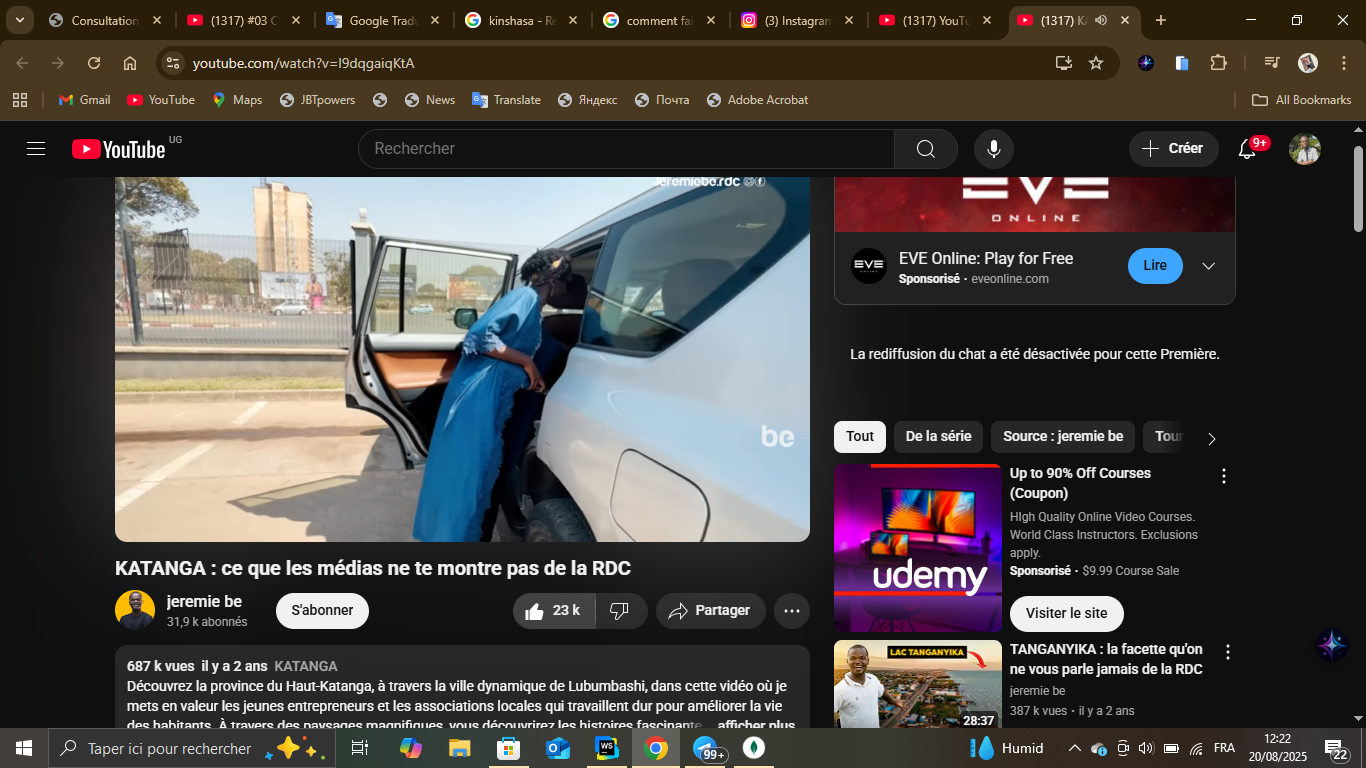 Consultation
(1317) #03 C
Google Trad
kinshasa - Re
comment fai
(3) Instagram
(1317) YouTu
(1317) KA
youtube.com/watch?v=I9dqgaiqKtA
Gmail
YouTube
Maps
JBTpowers
News
Translate
Яндекс
Почта
Adobe Acrobat
All Bookmarks
YouTube UG
Rechercher
Créer
9+
Jeremiebe.rdc
be
EVE
ONLINE
EVE
ONLINE
EVE Online: Play for Free
Sponsorisé · eveonline.com
Lire
La rediffusion du chat a été désactivée pour cette Première.
Tout
De la série
Source : jeremie be
Tour
KATANGA : ce que les médias ne te montre pas de la RDC
jeremie be
31,9 k abonnés
S'abonner
23 k
Partager
687 k vues il y a 2 ans KATANGA
Découvrez la province du Haut-Katanga, à travers la ville dynamique de Lubumbashi, dans cette vidéo où je
mets en valeur les jeunes entrepreneurs et les associations locales qui travaillent dur pour améliorer la vie
des habitants. À travers des paysages magnifiques, vous découvrirez les histoires fascinante ...afficher plus
udemy
Up to 90% Off Courses
(Coupon)
HIgh Quality Online Video Courses.
World Class Instructors. Exclusions
apply.
Sponsorisé · $9.99 Course Sale
Visiter le site
LAC TANGANYIKA
28:37
TANGANYIKA : la facette qu'on
ne vous parle jamais de la RDC
jeremie be
387 k vues · il y a 2 ans
Taper ici pour rechercher
WS
99+
Humid
FRA
12:22
20/08/2025
22